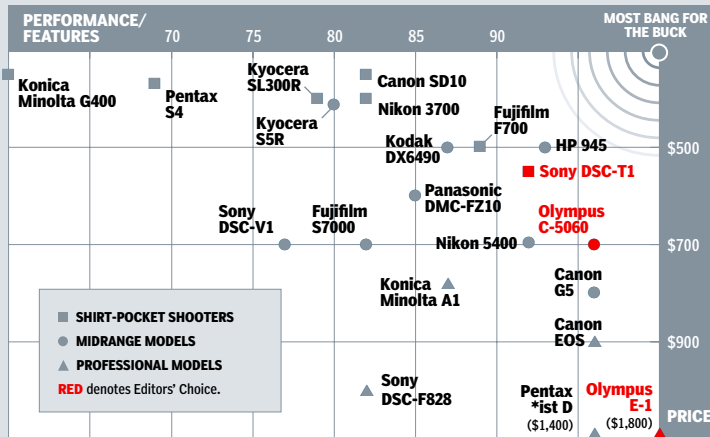 PERFORMANCE/
FEATURES
70
75
80
85
90
MOST BANG FOR
THE BUCK
Konica
Minolta G400
Pentax
S4
Kyocera
SL300R
Kyocera
S5R
Canon SD10
Nikon 3700
Fujifilm
F700
Kodak
DX6490
HP 945
$500
Sony DSC-T1
Panasonic
DMC-FZ10
Olympus
C-5060
Sony
DSC-V1
Fujifilm
S7000
Nikon 5400
$700
Konica
Minolta A1
Canon
G5
Canon
EOS
$900
SHIRT-POCKET SHOOTERS
MIDRANGE MODELS
PROFESSIONAL MODELS
RED denotes Editors' Choice.
Sony
DSC-F828
Pentax
*ist D
($1,400)
Olympus
E-1
($1,800)
PRICE